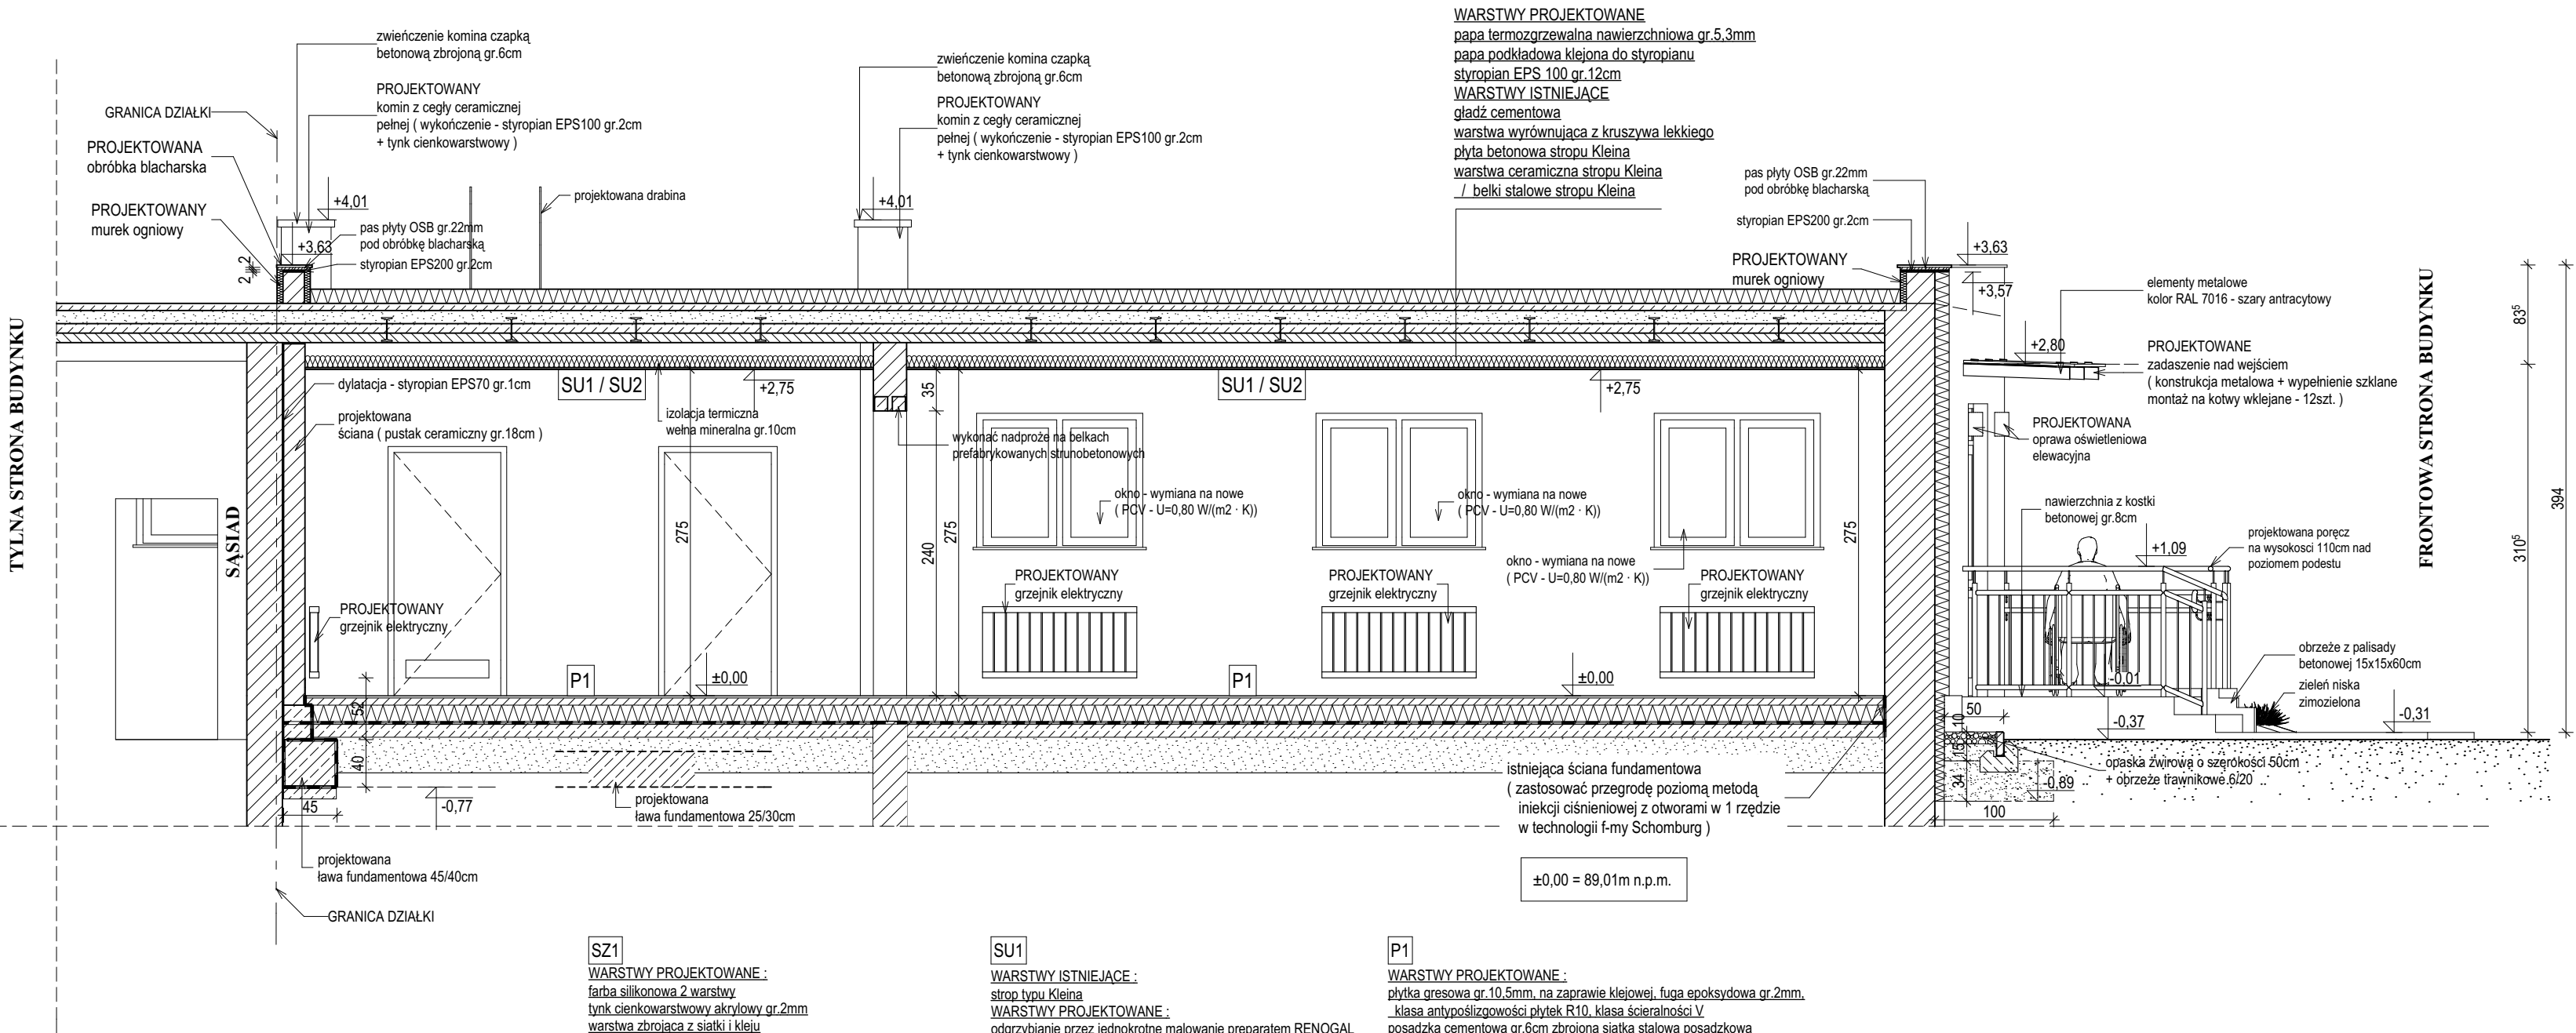 WARSTWY PROJEKTOWANE
papa termozgrzewalna nawierzchniowa gr.5,3mm
papa podkładowa klejona do styropianu
styropian EPS 100 gr.12cm
WARSTWY ISTNIEJĄCE
gładź cementowa
warstwa wyrównująca z kruszywa lekkiego
płyta betonowa stropu Kleina
warstwa ceramiczna stropu Kleina
/ belki stalowe stropu Kleina
zwieńczenie komina czapką
betonową zbrojoną gr.6cm
PROJEKTOWANY
komin z cegły ceramicznej
pełnej ( wykończenie - styropian EPS100 gr.2cm
+ tynk cienkowarstwowy )
zwieńczenie komina czapką
betonową zbrojoną gr.6cm
PROJEKTOWANY
komin z cegły ceramicznej
pełnej ( wykończenie - styropian EPS100 gr.2cm
+ tynk cienkowarstwowy )
GRANICA DZIAŁKI
PROJEKTOWANA
obróbka blacharska
PROJEKTOWANY
murek ogniowy
+4,01
+3,63
pas płyty OSB gr.22mm
pod obróbkę blacharską
styropian EPS200 gr.2cm
2
2
projektowana drabina
+4,01
pas płyty OSB gr.22mm
pod obróbkę blacharską
styropian EPS200 gr.2cm
PROJEKTOWANY
murek ogniowy
+3,63
+3,57
elementy metalowe
kolor RAL 7016 - szary antracytowy
+2,80
PROJEKTOWANE
zadaszenie nad wejściem
( konstrukcja metalowa + wypełnienie szklane
montaż na kotwy wklejane - 12szt. )
83⁵
394
310⁵
TYLNA STRONA BUDYNKU
SĄSIAD
FRONTOWA STRONA BUDYNKU
dylatacja - styropian EPS70 gr.1cm
projektowana
ściana ( pustak ceramiczny gr.18cm )
SU1 / SU2
izolacja termiczna
wełna mineralna gr.10cm
+2,75
35
wykonać nadproże na belkach
prefabrykowanych strunobetonowych
SU1 / SU2
+2,75
275
240
275
275
okno - wymiana na nowe
( PCV - U=0,80 W/(m2 · K))
okno - wymiana na nowe
( PCV - U=0,80 W/(m2 · K))
okno - wymiana na nowe
( PCV - U=0,80 W/(m2 · K))
PROJEKTOWANA
oprawa oświetleniowa
elewacyjna
nawierzchnia z kostki
betonowej gr.8cm
+1,09
projektowana poręcz
na wysokosci 110cm nad
poziomem podestu
PROJEKTOWANY
grzejnik elektryczny
PROJEKTOWANY
grzejnik elektryczny
PROJEKTOWANY
grzejnik elektryczny
PROJEKTOWANY
grzejnik elektryczny
P1
±0,00
P1
±0,00
-0,01
obrzeże z palisady
betonowej 15x15x60cm
zieleń niska
zimozielona
-0,31
-0,37
50
10
15
34
-0,89
100
opaska żwirowa o szerokości 50cm
+ obrzeże trawnikowe 6/20
52
40
45
-0,77
projektowana
ława fundamentowa 25/30cm
istniejąca ściana fundamentowa
( zastosować przegrodę poziomą metodą
iniekcji ciśnieniowej z otworami w 1 rzędzie
w technologii f-my Schomburg )
projektowana
ława fundamentowa 45/40cm
GRANICA DZIAŁKI
±0,00 = 89,01m n.p.m.
SZ1
WARSTWY PROJEKTOWANE :
farba silikonowa 2 warstwy
tynk cienkowarstwowy akrylowy gr.2mm
warstwa zbrojąca z siatki i kleju
SU1
WARSTWY ISTNIEJĄCE :
strop typu Kleina
WARSTWY PROJEKTOWANE :
odgrzybianie przez jednokrotne malowanie preparatem RENOGAL
P1
WARSTWY PROJEKTOWANE :
płytka gresowa gr.10,5mm, na zaprawie klejowej, fuga epoksydowa gr.2mm,
klasa antypoślizgowości płytek R10, klasa ścieralności V
posadzka cementowa gr.6cm zbrojona siatką stalową posadzkową